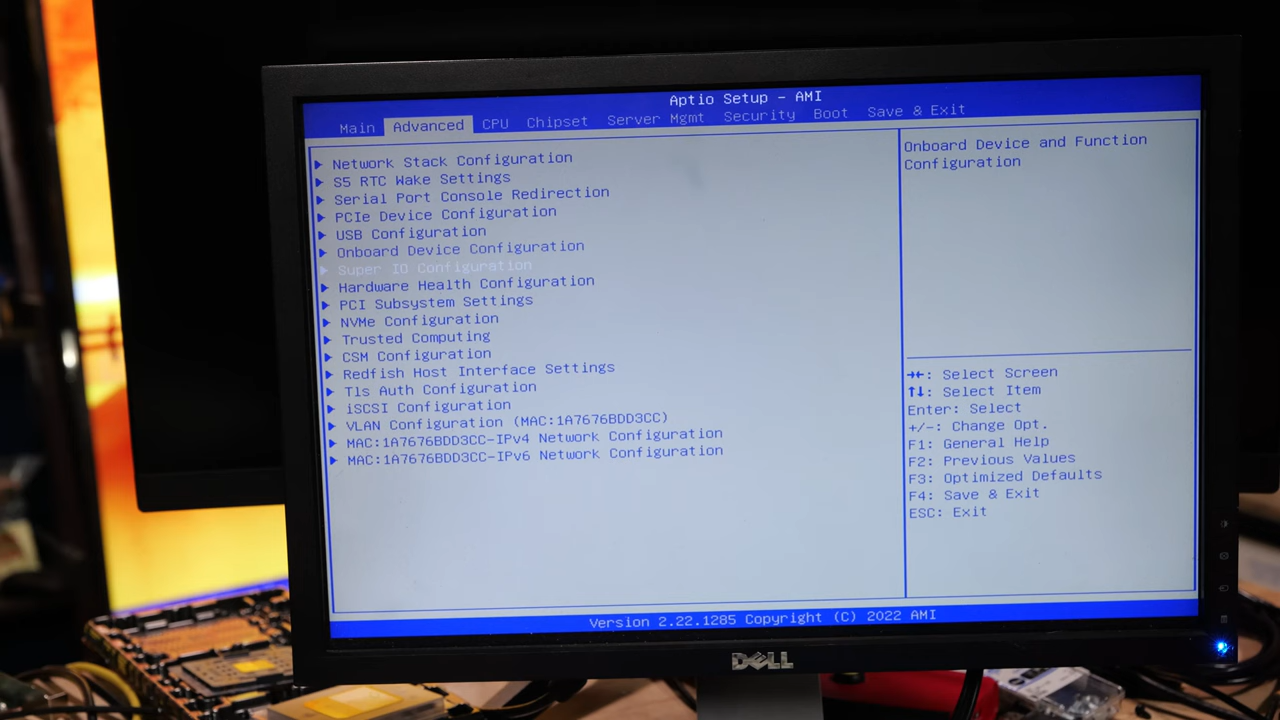 Aptio Setup – AMI
Main Advanced CPU Chipset Server Mgmt Security Boot Save & Exit
► Network Stack Configuration
► S5 RTC Wake Settings
► Serial Port Console Redirection
► PCIe Device Configuration
► USB Configuration
► Onboard Device Configuration
► Super IO Configuration
► Hardware Health Configuration
► PCI Subsystem Settings
► NVMe Configuration
► Trusted Computing
► CSM Configuration
► Redfish Host Interface Settings
► Tls Auth Configuration
► iSCSI Configuration
► VLAN Configuration (MAC:1A7676BDD3CC)
► MAC:1A7676BDD3CC-IPv4 Network Configuration
► MAC:1A7676BDD3CC-IPv6 Network Configuration
Onboard Device and Function
Configuration
→←: Select Screen
↑↓: Select Item
Enter: Select
+/-: Change Opt.
F1: General Help
F2: Previous Values
F3: Optimized Defaults
F4: Save & Exit
ESC: Exit
Version 2.22.1285 Copyright (C) 2022 AMI
DELL